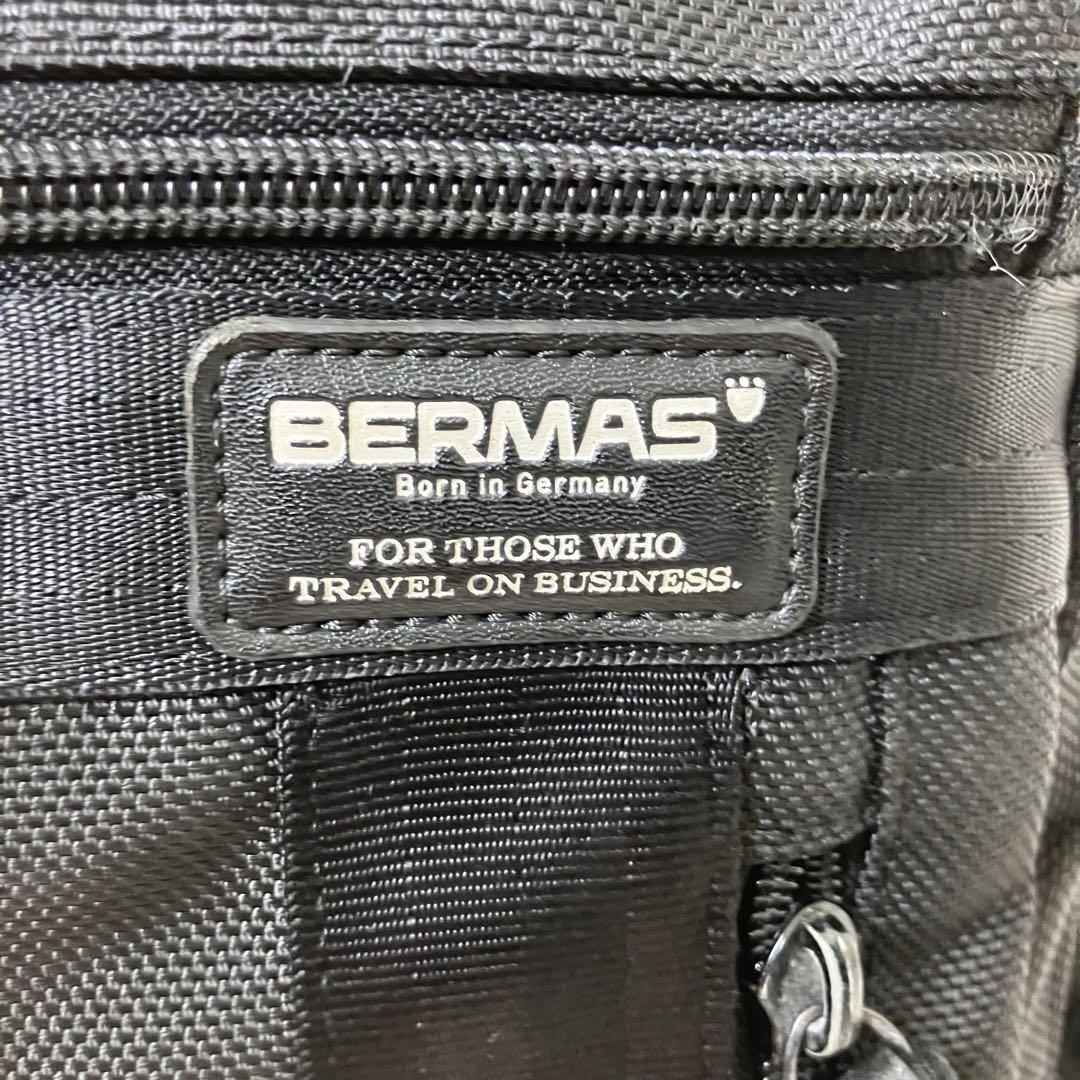 BERMAS
Born in Germany
FOR THOSE WHO
TRAVEL ON BUSINESS.